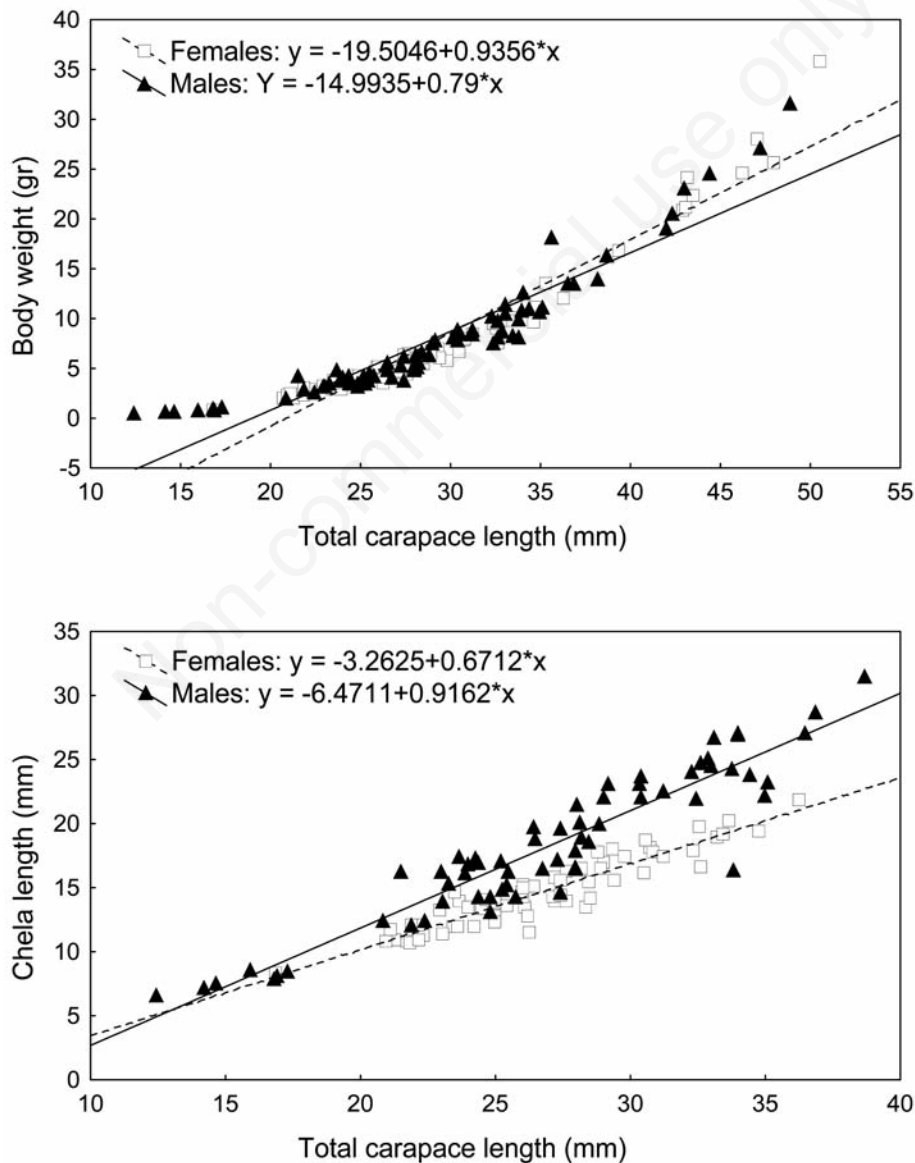 40
35
30
25
20
15
10
5
0
-5
Body weight (gr)
Females: y = -19.5046+0.9356*x
Males: Y = -14.9935+0.79*x
10 15 20 25 30 35 40 45 50 55
Total carapace length (mm)
35
30
25
20
15
10
5
0
Chela length (mm)
Females: y = -3.2625+0.6712*x
Males: y = -6.4711+0.9162*x
10 15 20 25 30 35 40
Total carapace length (mm)
Non-commercial use only